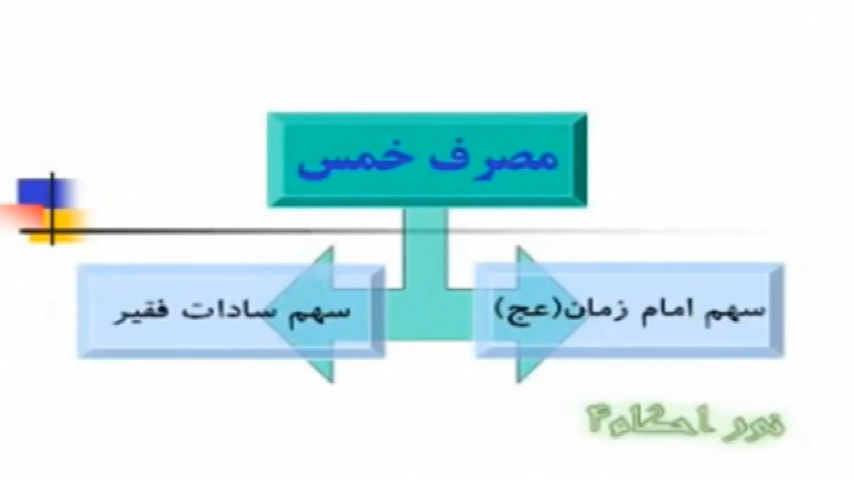 مصرف خمس
سهم امام زمان(عج)
سهم سادات فقیر
نور احکام۴